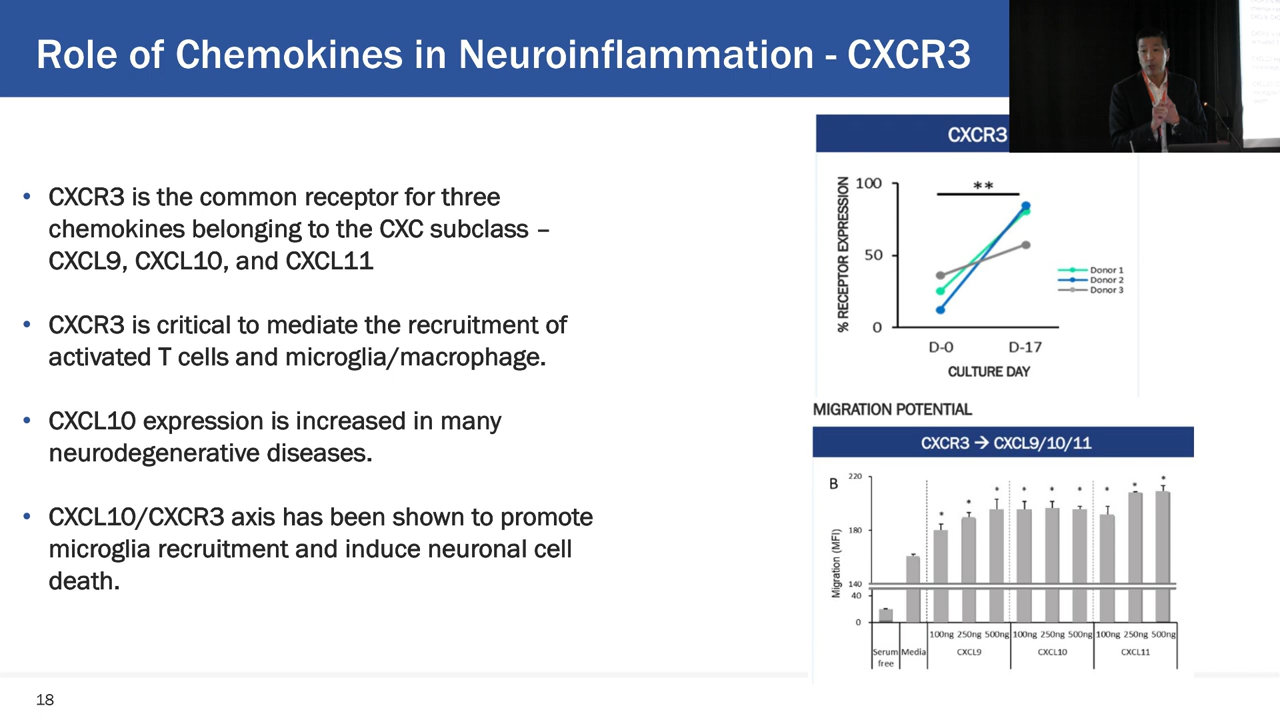 Role of Chemokines in Neuroinflammation - CXCR3
• CXCR3 is the common receptor for three
chemokines belonging to the CXC subclass –
CXCL9, CXCL10, and CXCL11
• CXCR3 is critical to mediate the recruitment of
activated T cells and microglia/macrophage.
• CXCL10 expression is increased in many
neurodegenerative diseases.
• CXCL10/CXCR3 axis has been shown to promote
microglia recruitment and induce neuronal cell
death.
18
CXCR3
% RECEPTOR EXPRESSION
100
50
0
**
D-0 D-17
CULTURE DAY
Donor 1
Donor 2
Donor 3
MIGRATION POTENTIAL
CXCR3 → CXCL9/10/11
B
Migration (MFI)
220
180
140
40
0
* * * * * * * * *
100ng 250ng 500ng 100ng 250ng 500ng 100ng 250ng 500ng
Serum free Media CXCL9 CXCL10 CXCL11